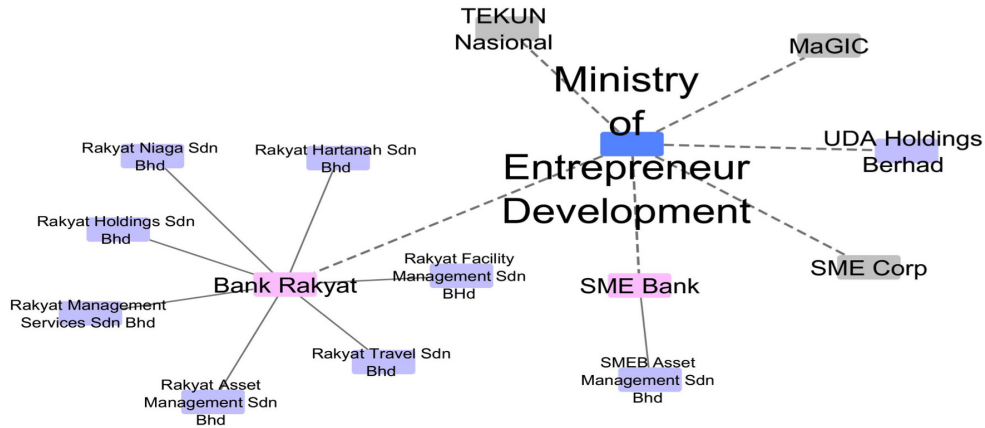 TEKUN
Nasional
MaGIC
Ministry
of
Entrepreneur
Development
UDA Holdings
Berhad
Rakyat Niaga Sdn
Bhd
Rakyat Hartanah Sdn
Bhd
Rakyat Holdings Sdn
Bhd
Rakyat Facility
Management Sdn
BHd
SME Corp
Bank Rakyat
SME Bank
Rakyat Management
Services Sdn Bhd
Rakyat Travel Sdn
Bhd
SMEB Asset
Management Sdn
Bhd
Rakyat Asset
Management Sdn
Bhd